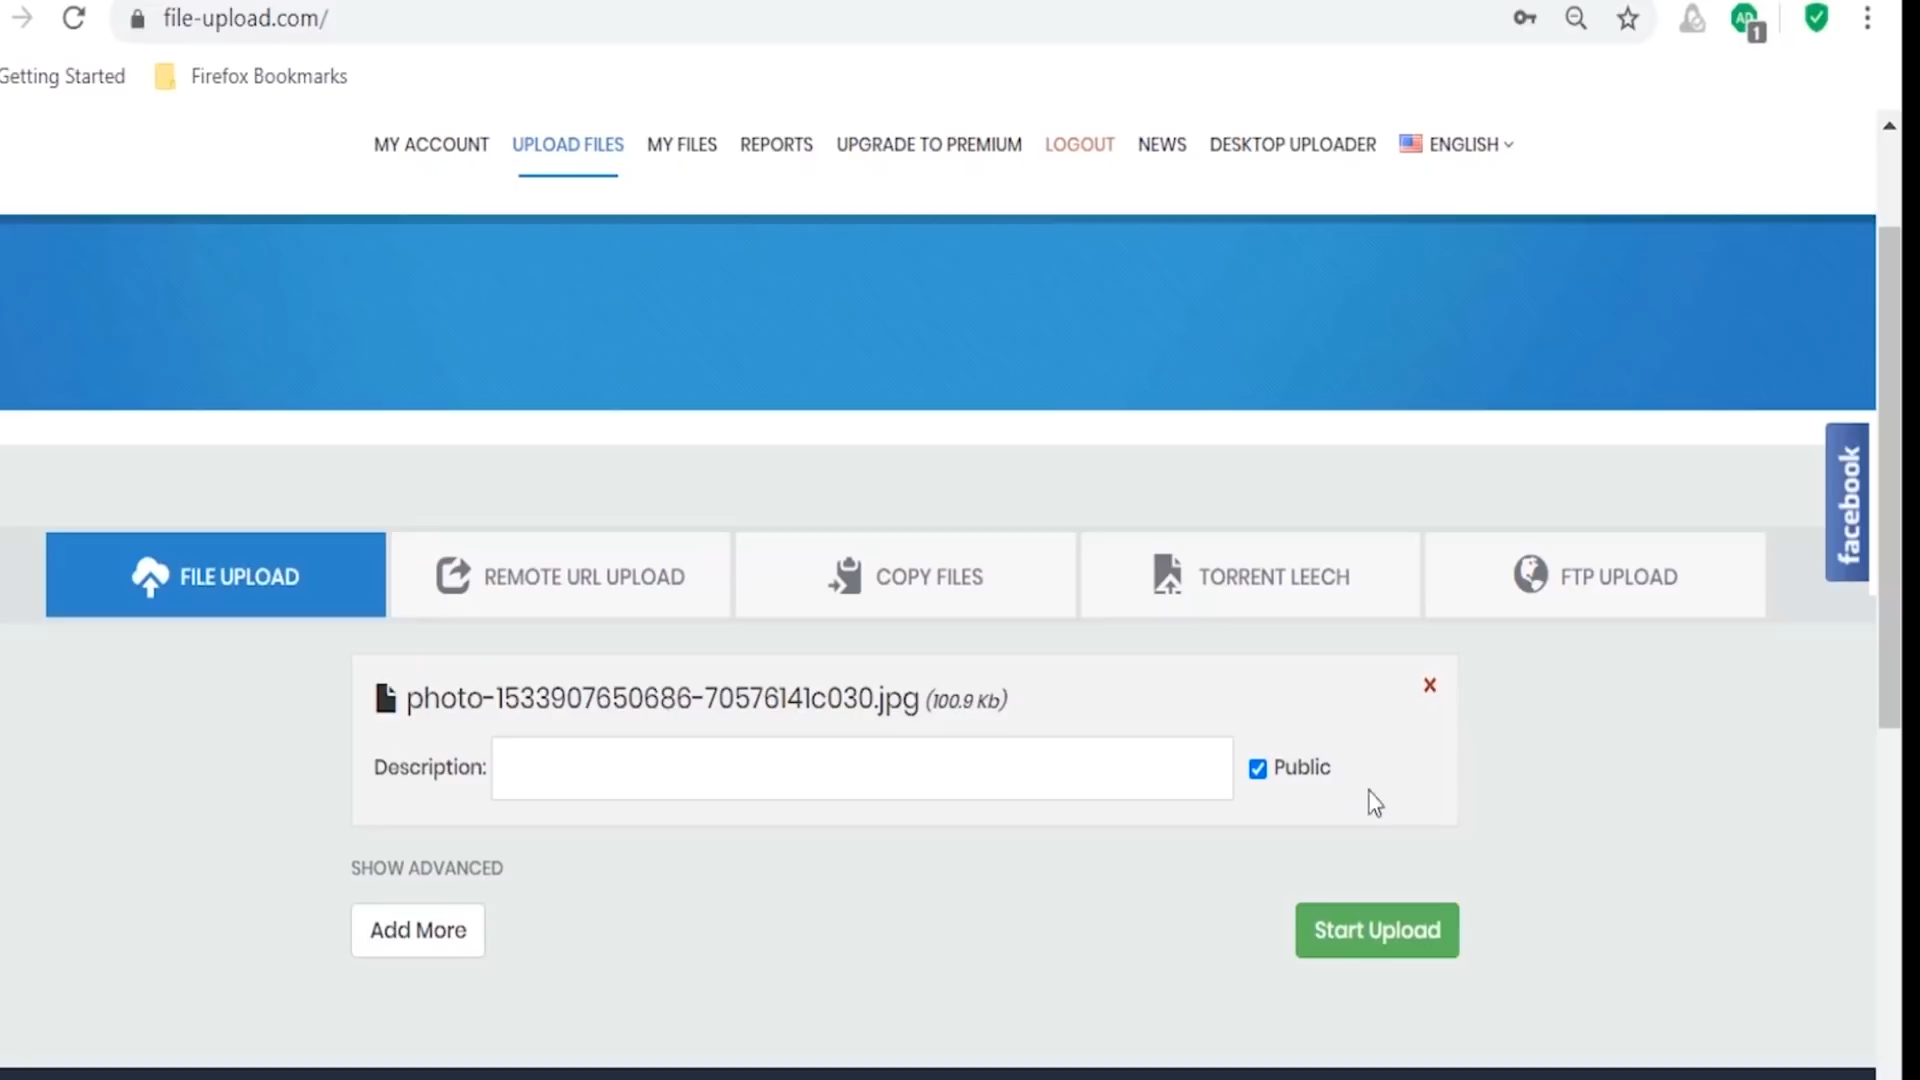 file-upload.com/
AD
1
Getting Started
Firefox Bookmarks
MY ACCOUNT
UPLOAD FILES
MY FILES
REPORTS
UPGRADE TO PREMIUM
LOGOUT
NEWS
DESKTOP UPLOADER
ENGLISH
facebook
FILE UPLOAD
REMOTE URL UPLOAD
COPY FILES
TORRENT LEECH
FTP UPLOAD
photo-1533907650686-70576141c030.jpg (100.9 Kb)
x
Description:
Public
SHOW ADVANCED
Add More
Start Upload